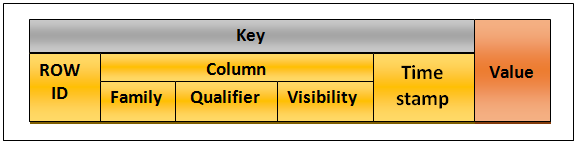 Key
ROW
ID
Column
Family
Qualifier
Visibility
Time
stamp
Value